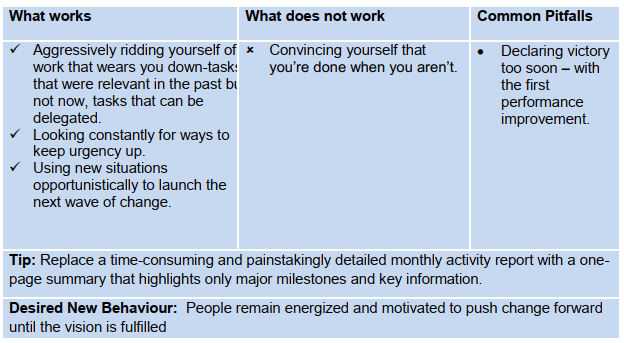 What works
Aggressively ridding yourself of
work that wears you down-tasks
that were relevant in the past bu
not now, tasks that can be
delegated.
Looking constantly for ways to
keep urgency up.
Using new situations
opportunistically to launch the
next wave of change.
What does not work
Convincing yourself that
you're done when you aren't.
Common Pitfalls
Declaring victory
too soon – with
the first
performance
improvement.
Tip: Replace a time-consuming and painstakingly detailed monthly activity report with a one-
page summary that highlights only major milestones and key information.
Desired New Behaviour: People remain energized and motivated to push change forward
until the vision is fulfilled